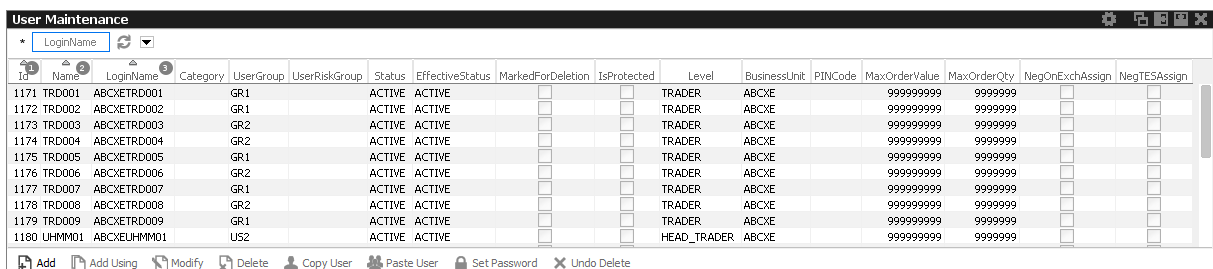 User Maintenance
* LoginName
Id 1 Name 2 LoginName 3 Category UserGroup UserRiskGroup Status EffectiveStatus MarkedForDeletion IsProtected Level BusinessUnit PINCode MaxOrderValue MaxOrderQty NegOnExchAssign NegTESAssign
1171 TRD001 ABCXETRD001 GR1 ACTIVE ACTIVE TRADER ABCXE 999999999 9999999
1172 TRD002 ABCXETRD002 GR1 ACTIVE ACTIVE TRADER ABCXE 999999999 9999999
1173 TRD003 ABCXETRD003 GR2 ACTIVE ACTIVE TRADER ABCXE 999999999 9999999
1174 TRD004 ABCXETRD004 GR2 ACTIVE ACTIVE TRADER ABCXE 999999999 9999999
1175 TRD005 ABCXETRD005 GR1 ACTIVE ACTIVE TRADER ABCXE 999999999 9999999
1176 TRD006 ABCXETRD006 GR2 ACTIVE ACTIVE TRADER ABCXE 999999999 9999999
1177 TRD007 ABCXETRD007 GR1 ACTIVE ACTIVE TRADER ABCXE 999999999 9999999
1178 TRD008 ABCXETRD008 GR2 ACTIVE ACTIVE TRADER ABCXE 999999999 9999999
1179 TRD009 ABCXETRD009 GR1 ACTIVE ACTIVE TRADER ABCXE 999999999 9999999
1180 UHMM01 ABCXEUHMM01 US2 ACTIVE ACTIVE HEAD_TRADER ABCXE 999999999 9999999
Add Add Using Modify Delete Copy User Paste User Set Password Undo Delete